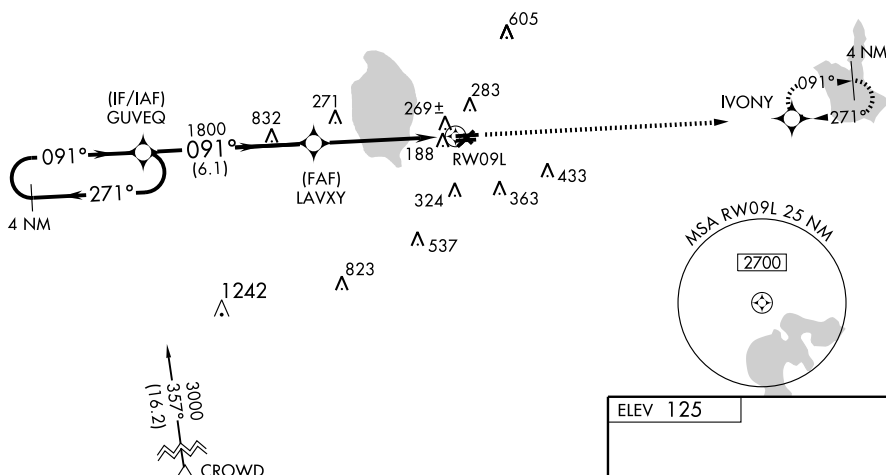 605
4 NM
(IF/IAF)
GUVEQ
1800
832
271
269±
283
091°
IVONY
271°
091°
091°
(6.1)
188
RW09L
271°
(FAF)
LAVXY
324
363
433
4 NM
537
MSA RW09L 25 NM
2700
823
1242
3000
357°
(16.2)
CROWD
ELEV 125